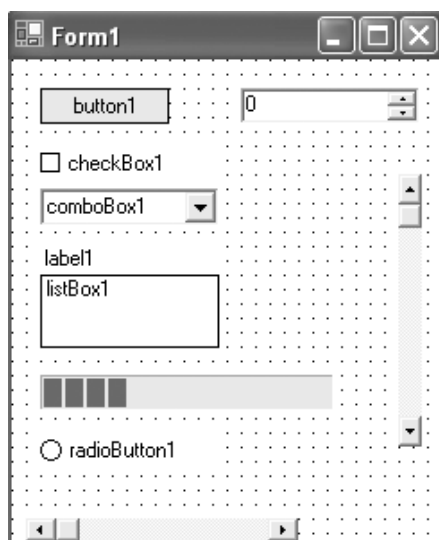 Form1
button1
0
checkBox1
comboBox1
label1
listBox1
radioButton1